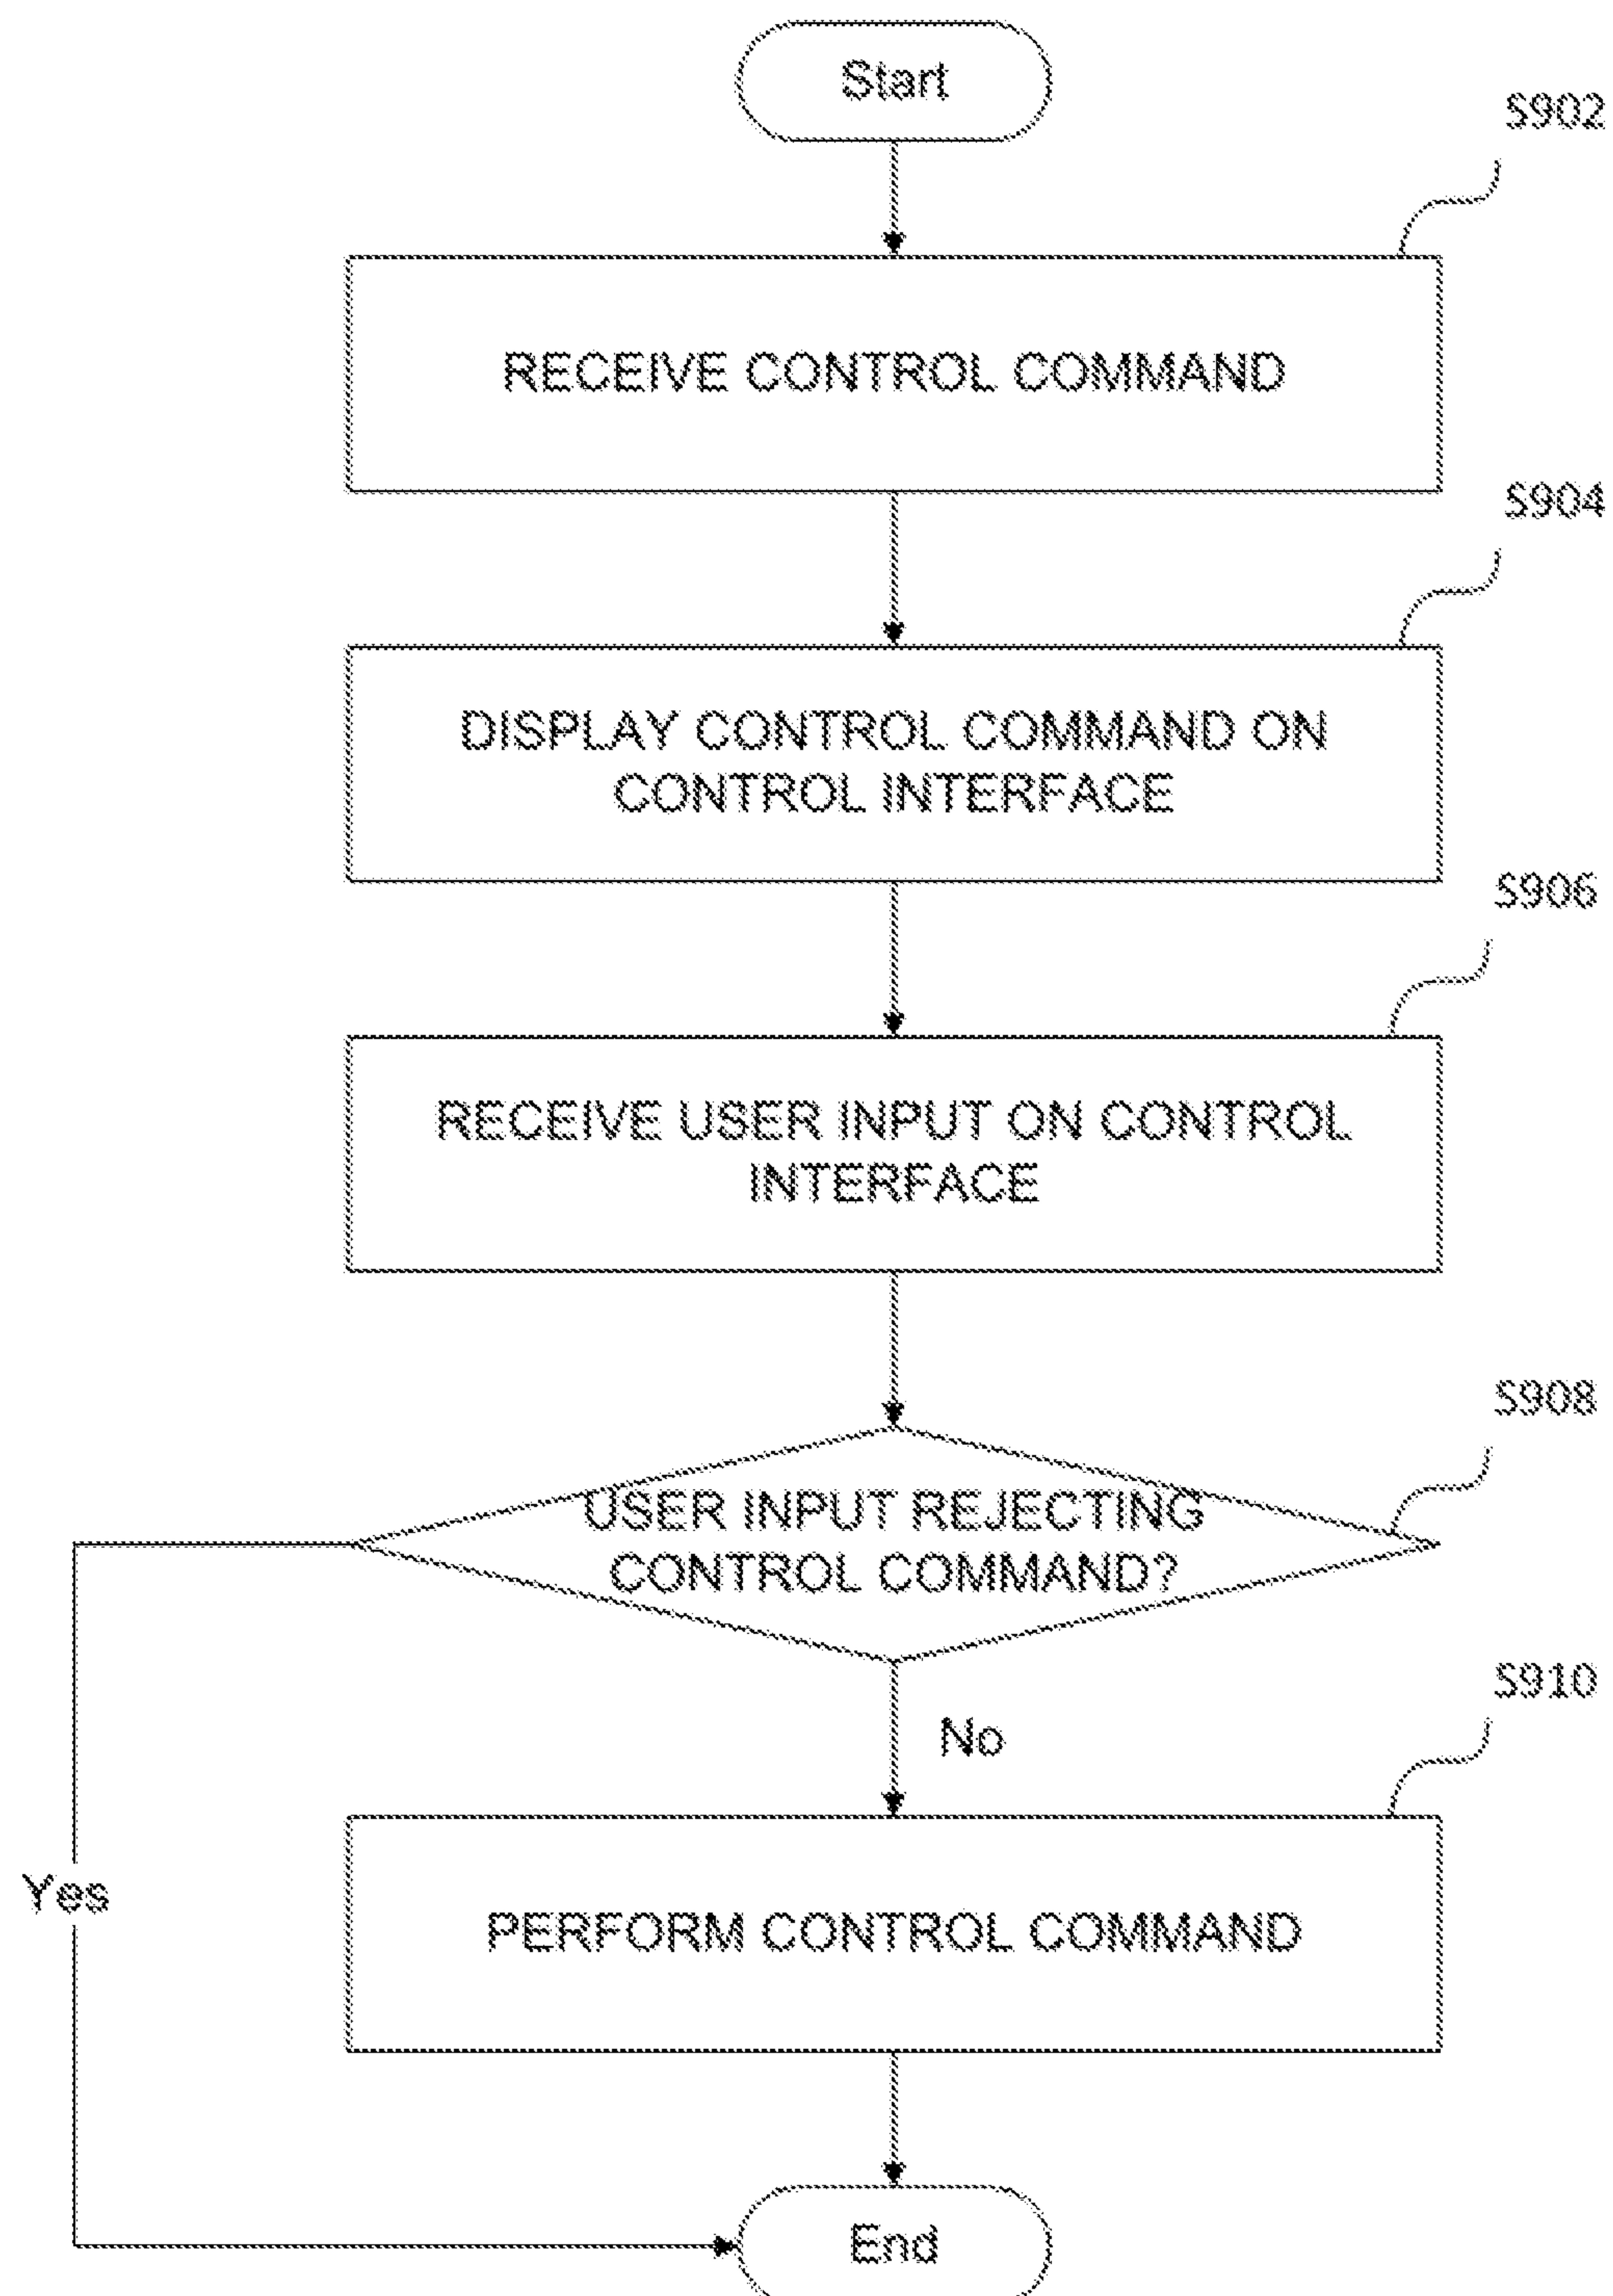 Start
S902
RECEIVE CONTROL COMMAND
S904
DISPLAY CONTROL COMMAND ON
CONTROL INTERFACE
S906
RECEIVE USER INPUT ON CONTROL
INTERFACE
S908
USER INPUT REJECTING
CONTROL COMMAND?
S910
No
Yes
PERFORM CONTROL COMMAND
End